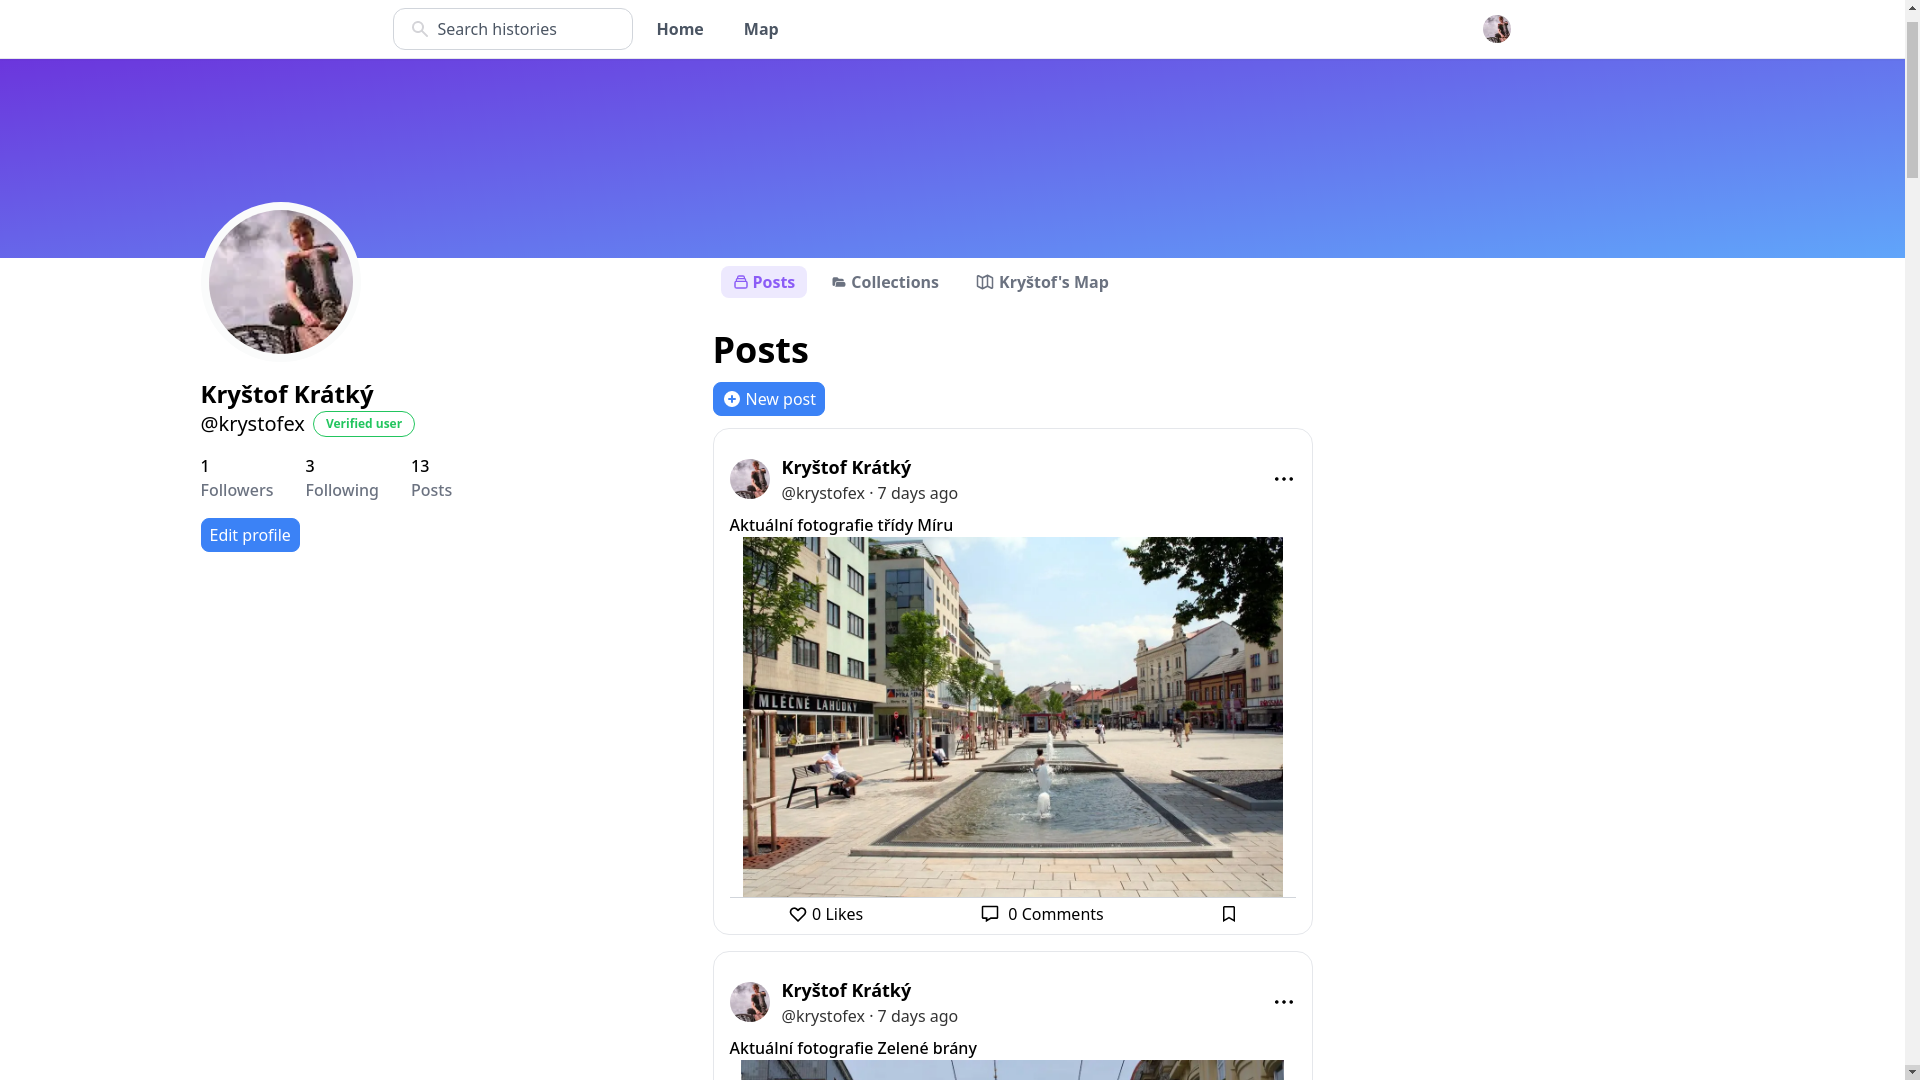 Search histories
Home
Map
Posts
Collections
Kryštof's Map
Kryštof Krátký
@krystofex
Verified user
1
Followers
3
Following
13
Posts
Edit profile
Posts
New post
Kryštof Krátký
@krystofex · 7 days ago
Aktuální fotografie třídy Míru
MLÉČNÉ LAHŮDKY
0 Likes
0 Comments
Kryštof Krátký
@krystofex · 7 days ago
Aktuální fotografie Zelené brány